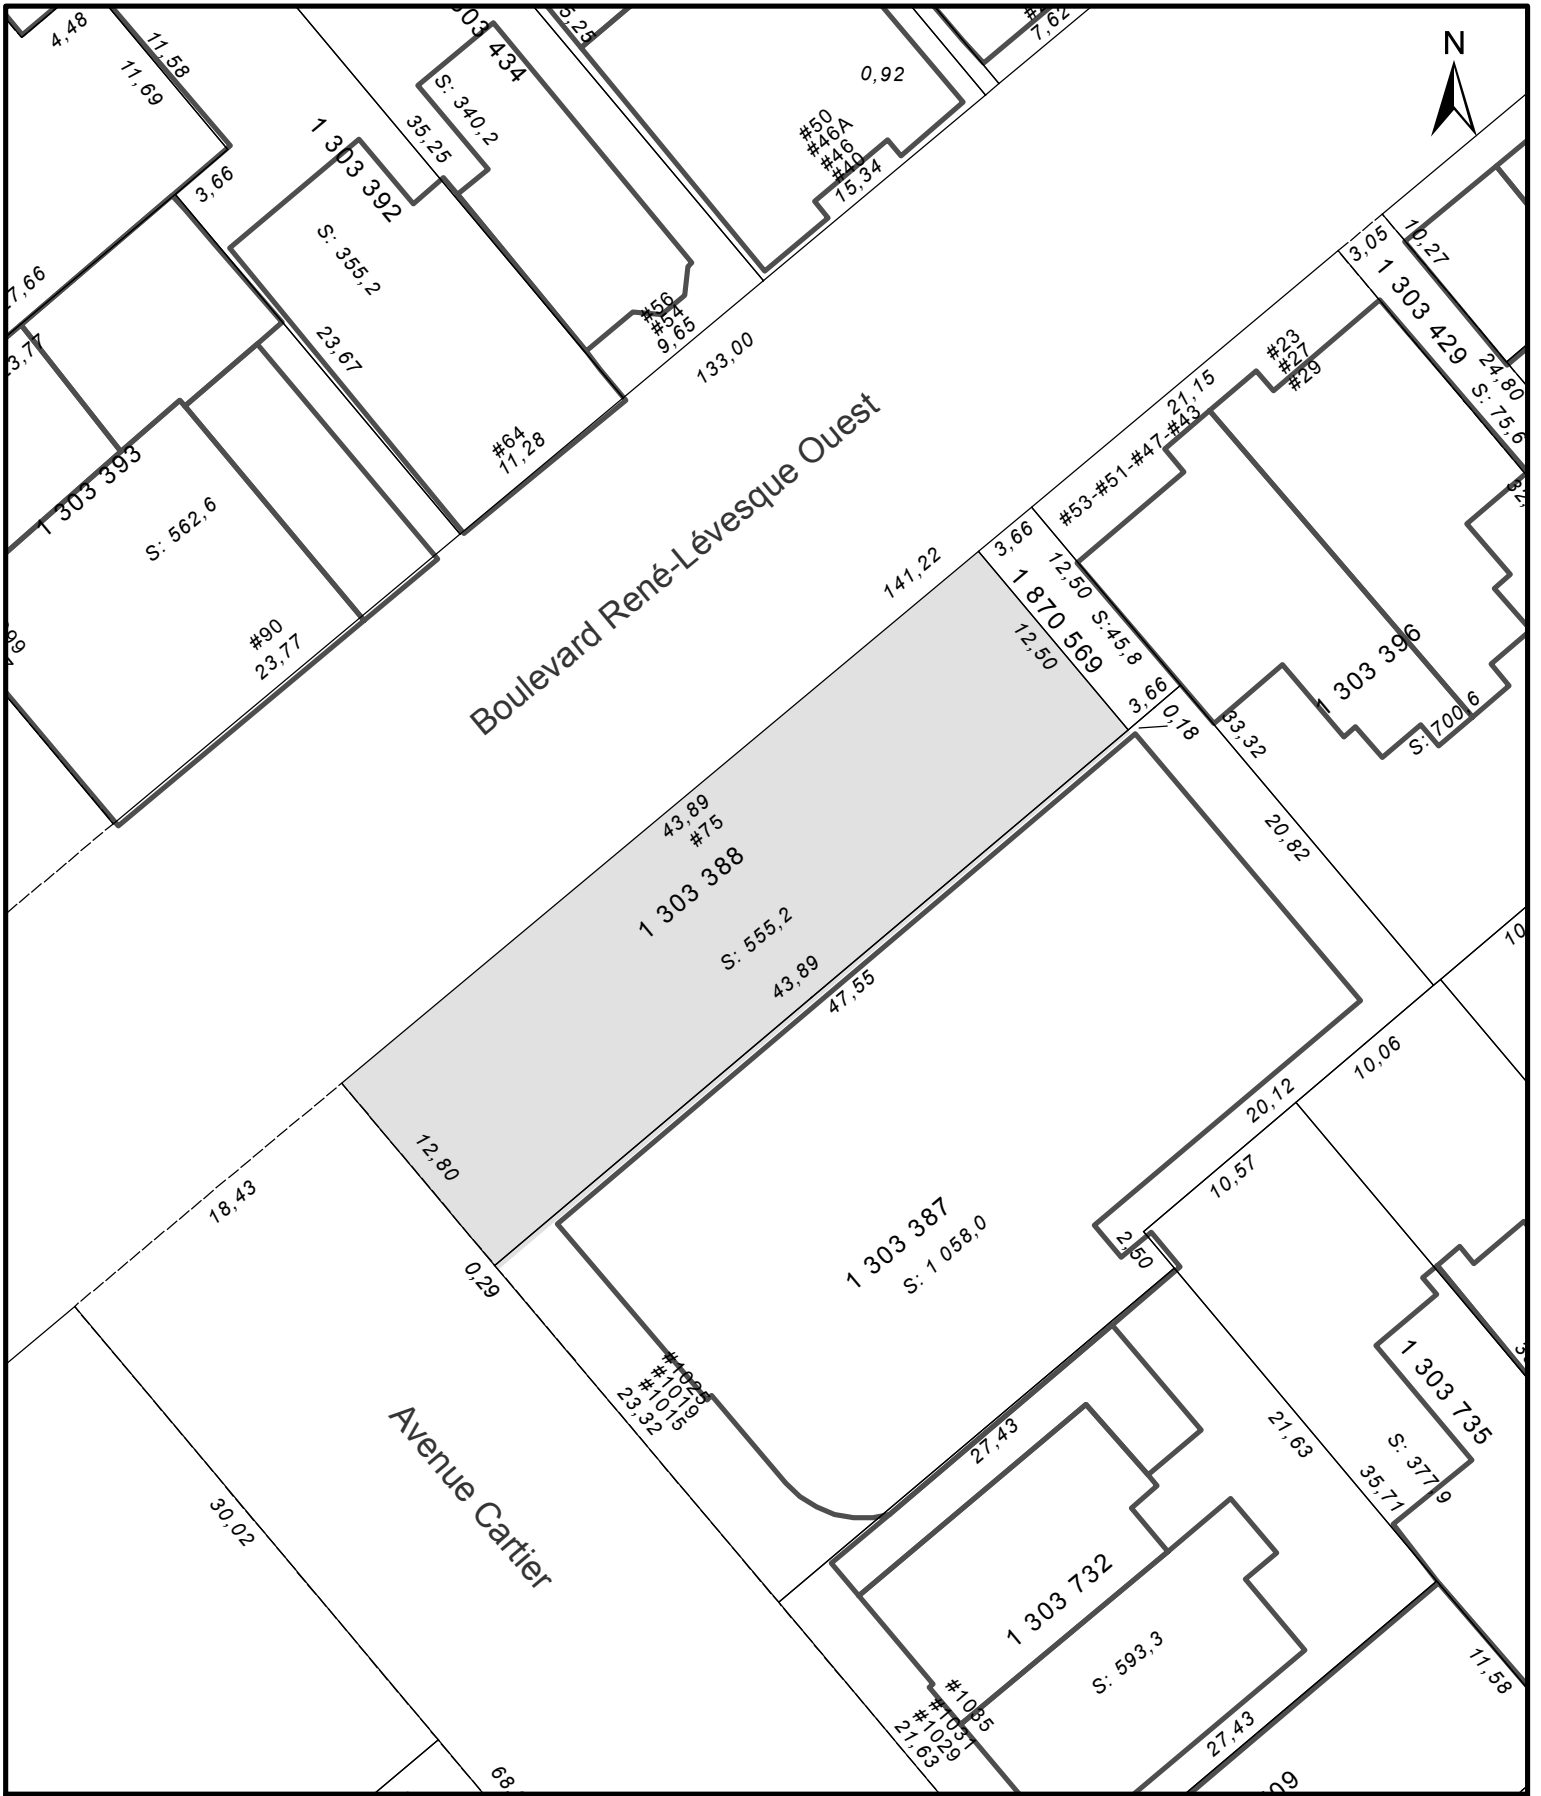 4,48
11,58
11,69
3,66
35,25
S: 340,2
1 303 392
S: 355,2
23,67
#64
11,28
#56
#54
9,65
133,00
0,92
#50
#46A
#46
#40
15,34
7,62
N
3,05
10,27
1 303 429
24,80
S: 75,6
#23
#27
#29
21,15
#53-#51-#47-#43
1 303 393
S: 562,6
#90
23,77
Boulevard René-Lévesque Ouest
141,22
3,66
12,50
1 870 569
S:45,8
12,50
3,66
0,18
1 303 396
S: 700,6
33,32
20,82
43,89
#75
1 303 388
S: 555,2
43,89
47,55
12,80
18,43
0,29
10,06
20,12
10,57
2,50
1 303 387
S: 1 058,0
#1025
#1019
#1015
23,32
Avenue Cartier
30,02
27,43
21,63
1 303 735
S: 377,9
35,71
1 303 732
S: 593,3
#1035
#1031
#1029
21,63
27,43
11,58
68